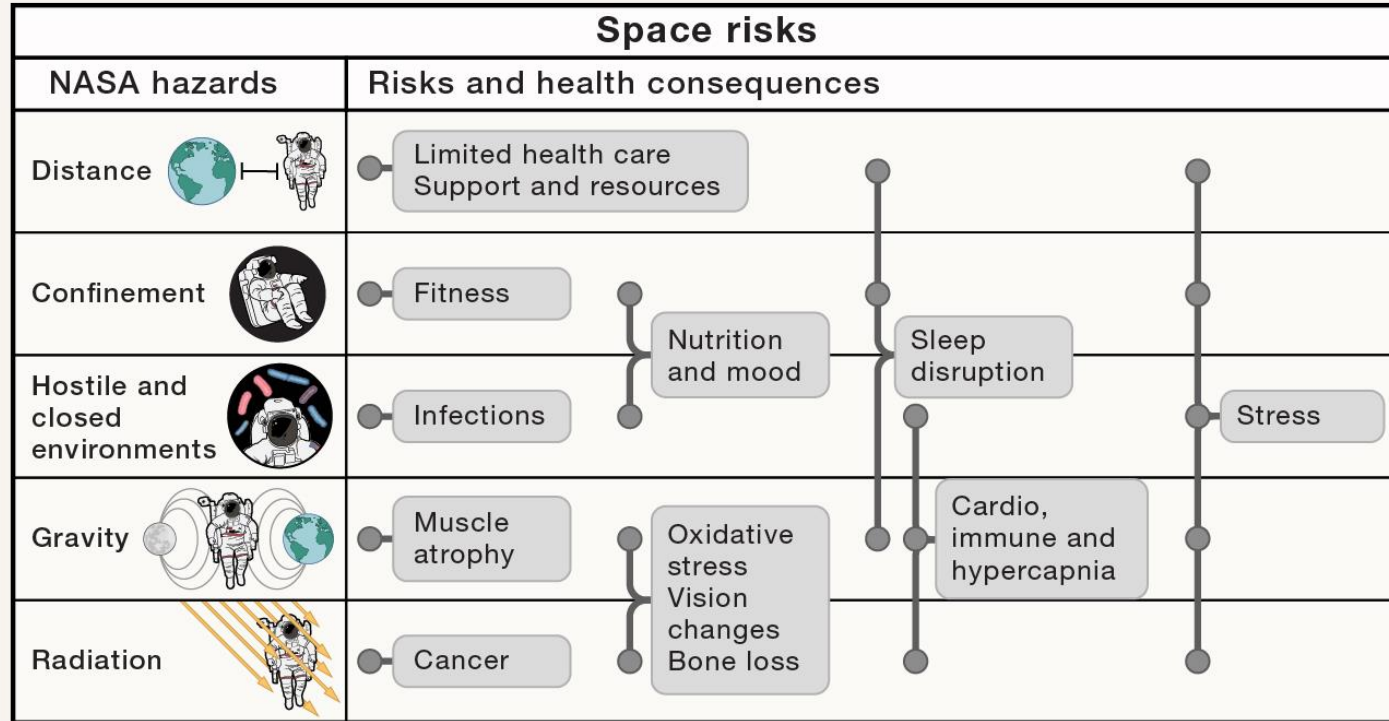 Space risks
NASA hazards
Risks and health consequences
Distance
Limited health care
Support and resources
Confinement
Fitness
Nutrition
and mood
Sleep
disruption
Hostile and
closed
environments
Infections
Stress
Gravity
Muscle
atrophy
Oxidative
stress
Vision
changes
Bone loss
Cardio,
immune and
hypercapnia
Radiation
Cancer